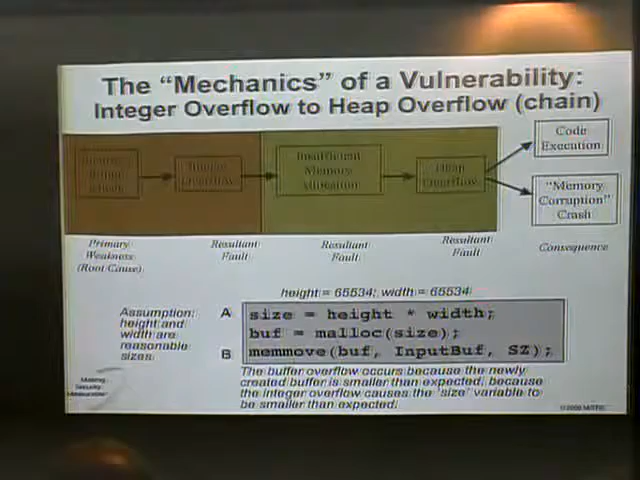 The "Mechanics" of a Vulnerability:
Integer Overflow to Heap Overflow (chain)
Integer Overflow
Insufficient
Memory
Allocation
Heap
Overflow
Code
Execution
"Memory
Corruption"
Crash
Primary
Weakness
(Root Cause)
Resultant
Fault
Resultant
Fault
Resultant
Fault
Consequence
height = 65534; width = 65534
Assumption:
height and
width are
reasonable
sizes.
A
size = height * width;
buf = malloc(size);
B
memmove(buf, InputBuf, SZ);
The buffer overflow occurs because the newly
created buffer is smaller than expected, because
the integer overflow causes the 'size' variable to
be smaller than expected.
Making
Security
Measurable